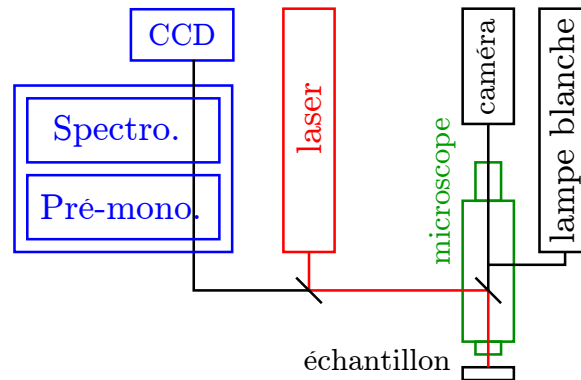 CCD
Spectro.
Pré-mono.
laser
microscope
caméra
lampe blanche
échantillon